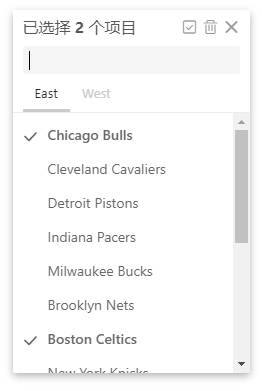 已选择 2 个项目
East West
Chicago Bulls
Cleveland Cavaliers
Detroit Pistons
Indiana Pacers
Milwaukee Bucks
Brooklyn Nets
Boston Celtics
New York Knicks